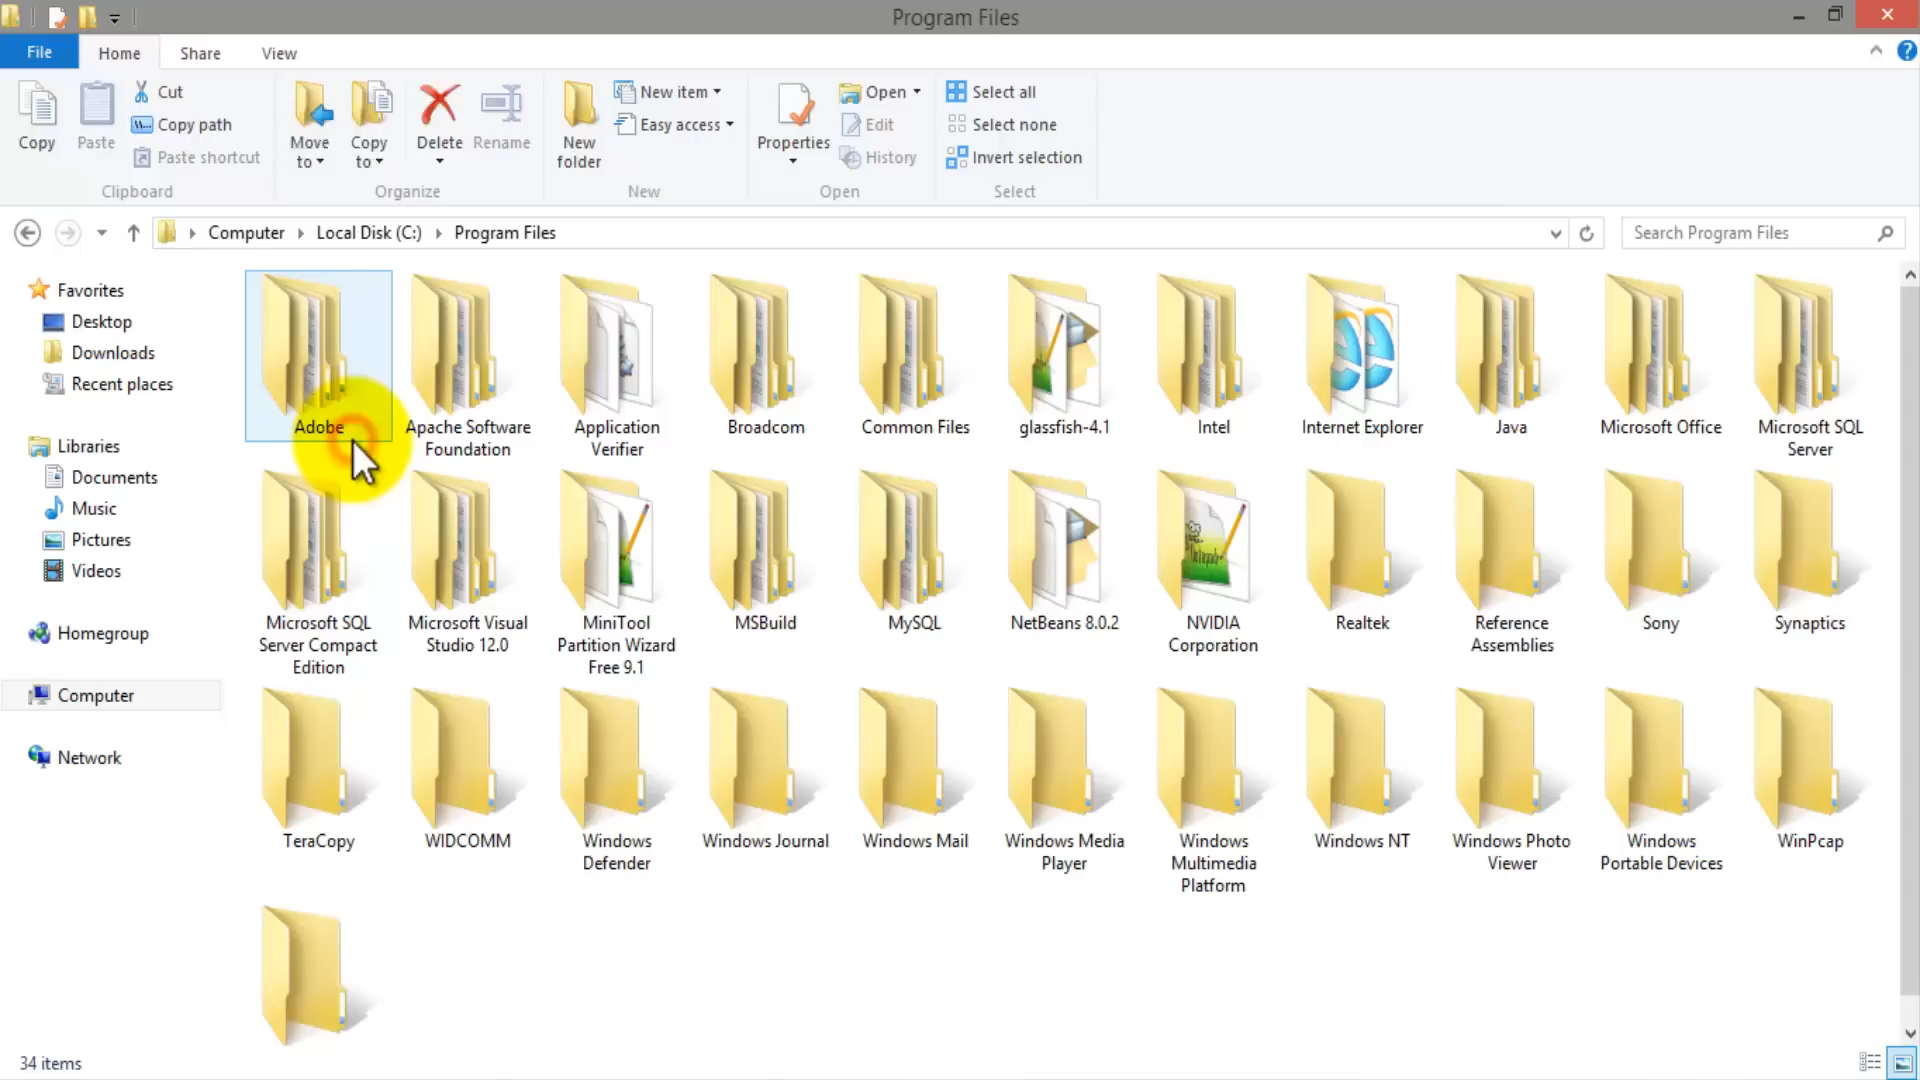 Program Files
File
Home
Share
View
Copy
Paste
Cut
Copy path
Paste shortcut
Clipboard
Move
to
Copy
to
Delete
Rename
Organize
New
folder
New item
Easy access
New
Properties
Open
Edit
History
Open
Select all
Select none
Invert selection
Select
Computer
Local Disk (C:)
Program Files
Search Program Files
Favorites
Desktop
Downloads
Recent places
Libraries
Documents
Music
Pictures
Videos
Homegroup
Computer
Network
Adobe
Apache Software
Foundation
Application
Verifier
Broadcom
Common Files
glassfish-4.1
Intel
Internet Explorer
Java
Microsoft Office
Microsoft SQL
Server
Microsoft SQL
Server Compact
Edition
Microsoft Visual
Studio 12.0
MiniTool
Partition Wizard
Free 9.1
MSBuild
MySQL
NetBeans 8.0.2
NVIDIA
Corporation
Realtek
Reference
Assemblies
Sony
Synaptics
TeraCopy
WIDCOMM
Windows
Defender
Windows Journal
Windows Mail
Windows Media
Player
Windows
Multimedia
Platform
Windows NT
Windows Photo
Viewer
Windows
Portable Devices
WinPcap
34 items